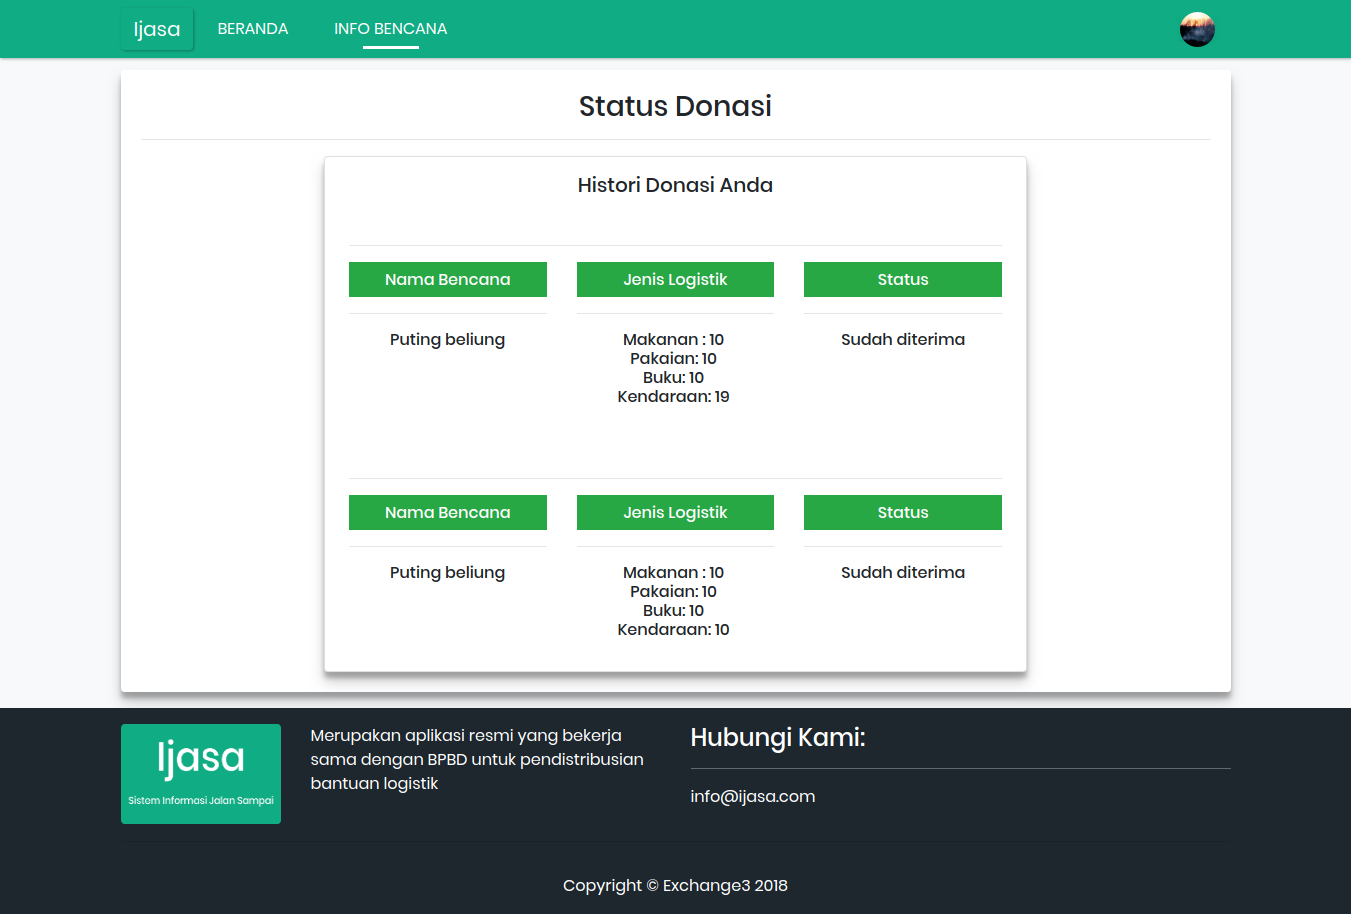 Ijasa
BERANDA
INFO BENCANA
Status Donasi
Histori Donasi Anda
Nama Bencana
Jenis Logistik
Status
Puting beliung
Makanan : 10
Pakaian: 10
Buku: 10
Kendaraan: 19
Sudah diterima
Nama Bencana
Jenis Logistik
Status
Puting beliung
Makanan : 10
Pakaian: 10
Buku: 10
Kendaraan: 10
Sudah diterima
Ijasa
Sistem Informasi Jalan Sampai
Merupakan aplikasi resmi yang bekerja
sama dengan BPBD untuk pendistribusian
bantuan logistik
Hubungi Kami:
info@ijasa.com
Copyright © Exchange3 2018